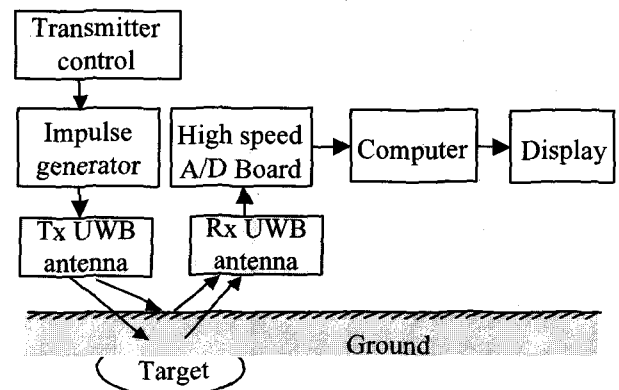 Transmitter
control
Impulse
generator
High speed
A/D Board
Computer
Display
Tx UWB
antenna
Rx UWB
antenna
Ground
Target